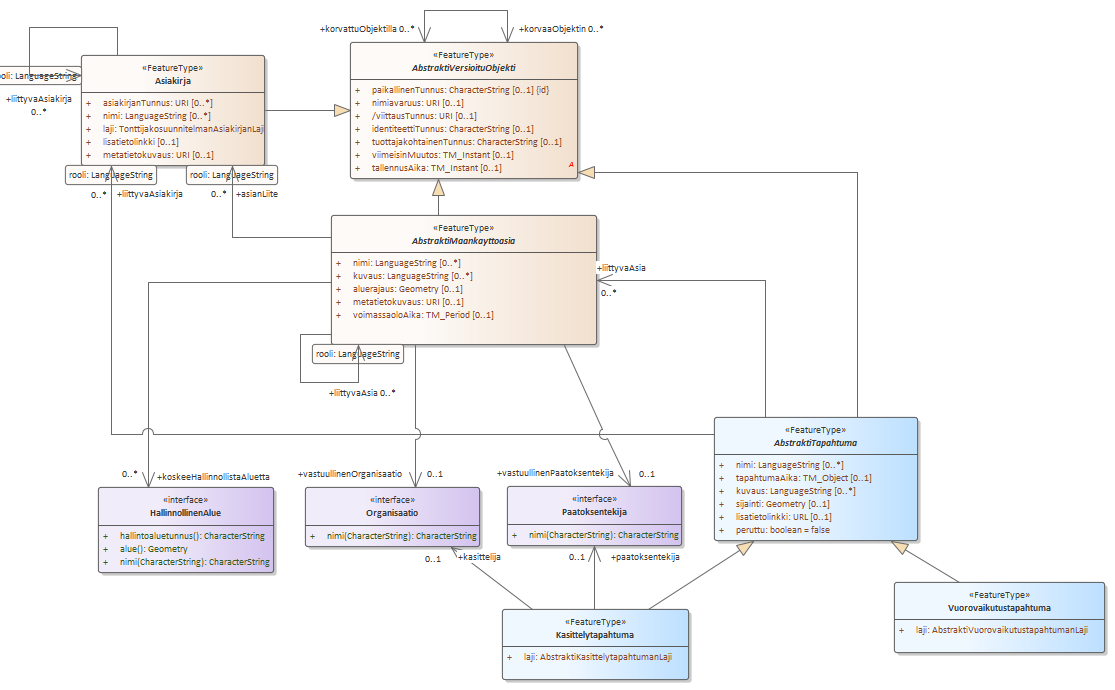 +korvattuObjektilla 0..*
+korvaaObjektin 0..*
«FeatureType»
AbstraktiVersioituObjekti
+ paikallinenTunnus: CharacterString [0..1] {id}
+ nimiavaruus: URI [0..1]
+ /viittausTunnus: URI [0..1]
+ identiteettiTunnus: CharacterString [0..1]
+ tuottajakohtainenTunnus: CharacterString [0..1]
+ viimeisinMuutos: TM_Instant [0..1]
+ tallennusAika: TM_Instant [0..1]
A
«FeatureType»
Asiakirja
+ asiakirjanTunnus: URI [0..*]
+ nimi: LanguageString [0..*]
+ laji: TonttijakosuunnitelmanAsiakirjanLaji
+ lisatietolinkki [0..1]
+ metatietokuvaus: URI [0..1]
oli: LanguageString
+liittyvaAsiakirja
0..*
rooli: LanguageString
rooli: LanguageString
0..* +liittyvaAsiakirja
0..* +asianLiite
«FeatureType»
AbstraktiMaankayttoasia
+ nimi: LanguageString [0..*]
+ kuvaus: LanguageString [0..*]
+ aluerajaus: Geometry [0..1]
+ metatietokuvaus: URI [0..1]
+ voimassaoloAika: TM_Period [0..1]
+liittyvaAsia
0..*
rooli: LanguageString
+liittyvaAsia 0..*
«FeatureType»
AbstraktiTapahtuma
+ nimi: LanguageString [0..*]
+ tapahtumaAika: TM_Object [0..1]
+ kuvaus: LanguageString [0..*]
+ sijainti: Geometry [0..1]
+ lisatietolinkki: URL [0..1]
+ peruttu: boolean = false
0..* +koskeeHallinnollistaAluetta
+vastuullinenOrganisaatio 0..1
+vastuullinenPaatoksentekija 0..1
«interface»
HallinnollinenAlue
+ hallintoaluetunnus(): CharacterString
+ alue(): Geometry
+ nimi(CharacterString): CharacterString
«interface»
Organisaatio
+ nimi(CharacterString): CharacterString
«interface»
Paatoksentekija
+ nimi(CharacterString): CharacterString
0..1 +kasittelija
0..1 +paatoksentekija
«FeatureType»
Kasittelytapahtuma
+ laji: AbstraktiKasittelytapahtumanLaji
«FeatureType»
Vuorovaikutustapahtuma
+ laji: AbstraktiVuorovaikutustapahtumanLaji